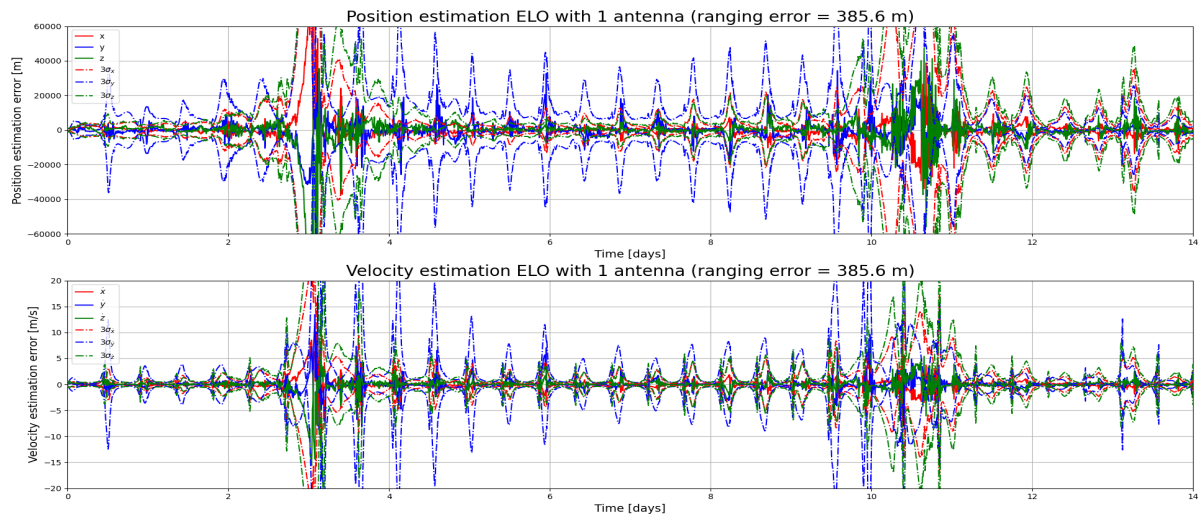 Position estimation ELO with 1 antenna (ranging error = 385.6 m)
Position estimation error [m]
60000
40000
20000
0
−20000
−40000
−60000
x
y
z
3σx
3σy
3σz
0 2 4 6 8 10 12 14
Time [days]
Velocity estimation ELO with 1 antenna (ranging error = 385.6 m)
Velocity estimation error [m/s]
20
15
10
5
0
−5
−10
−15
−20
ẋ
ẏ
ż
3σx
3σy
3σz
0 2 4 6 8 10 12 14
Time [days]